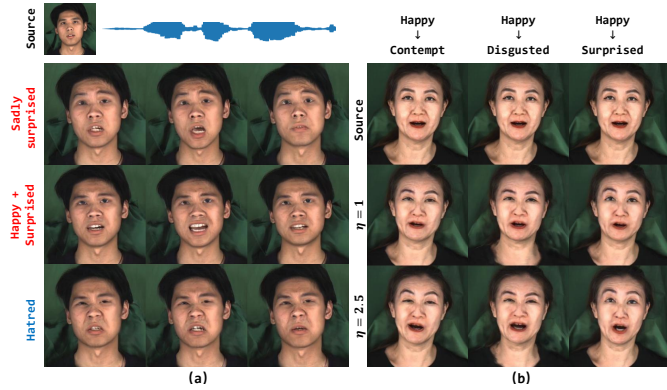 Source
Happy
↓
Contempt
Happy
↓
Disgusted
Happy
↓
Surprised
Sadly
surprised
Happy +
Surprised
Hatred
Source
η = 1
η = 2.5
(a)
(b)